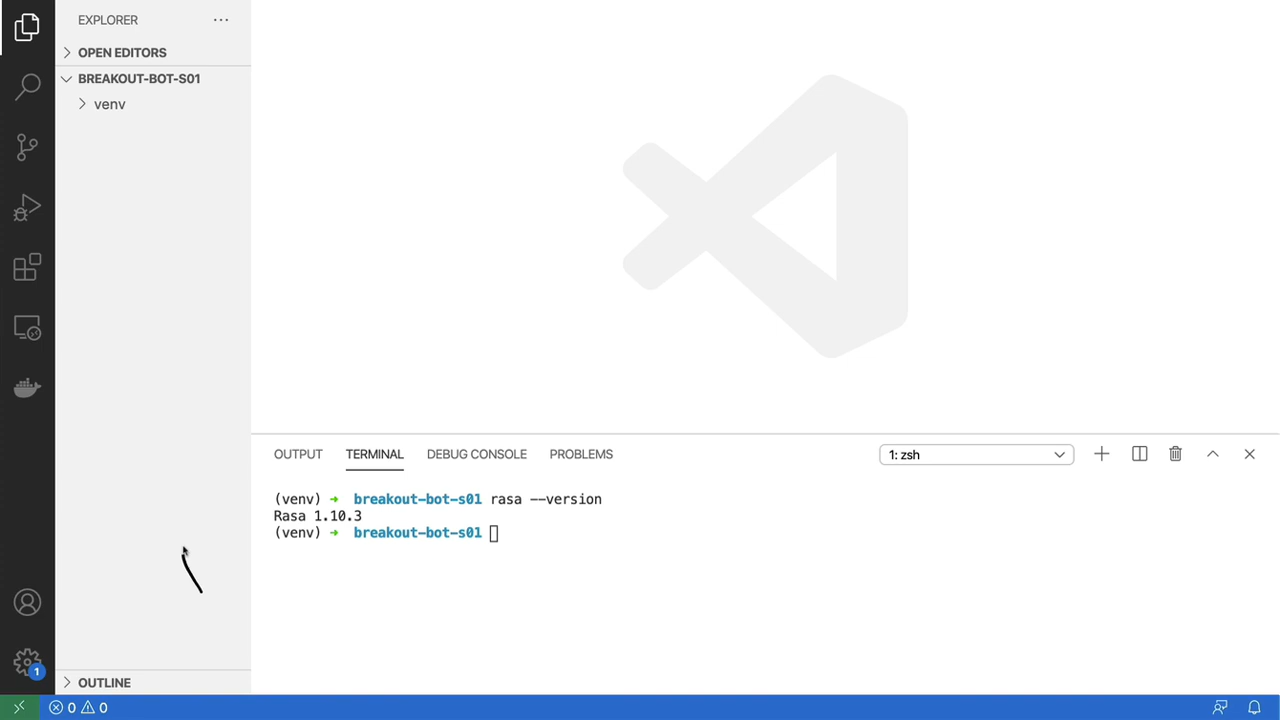 EXPLORER
OPEN EDITORS
BREAKOUT-BOT-S01
venv
OUTPUT TERMINAL DEBUG CONSOLE PROBLEMS 1: zsh
(venv) ➜ breakout-bot-s01 rasa --version
Rasa 1.10.3
(venv) ➜ breakout-bot-s01
1
OUTLINE
0 0